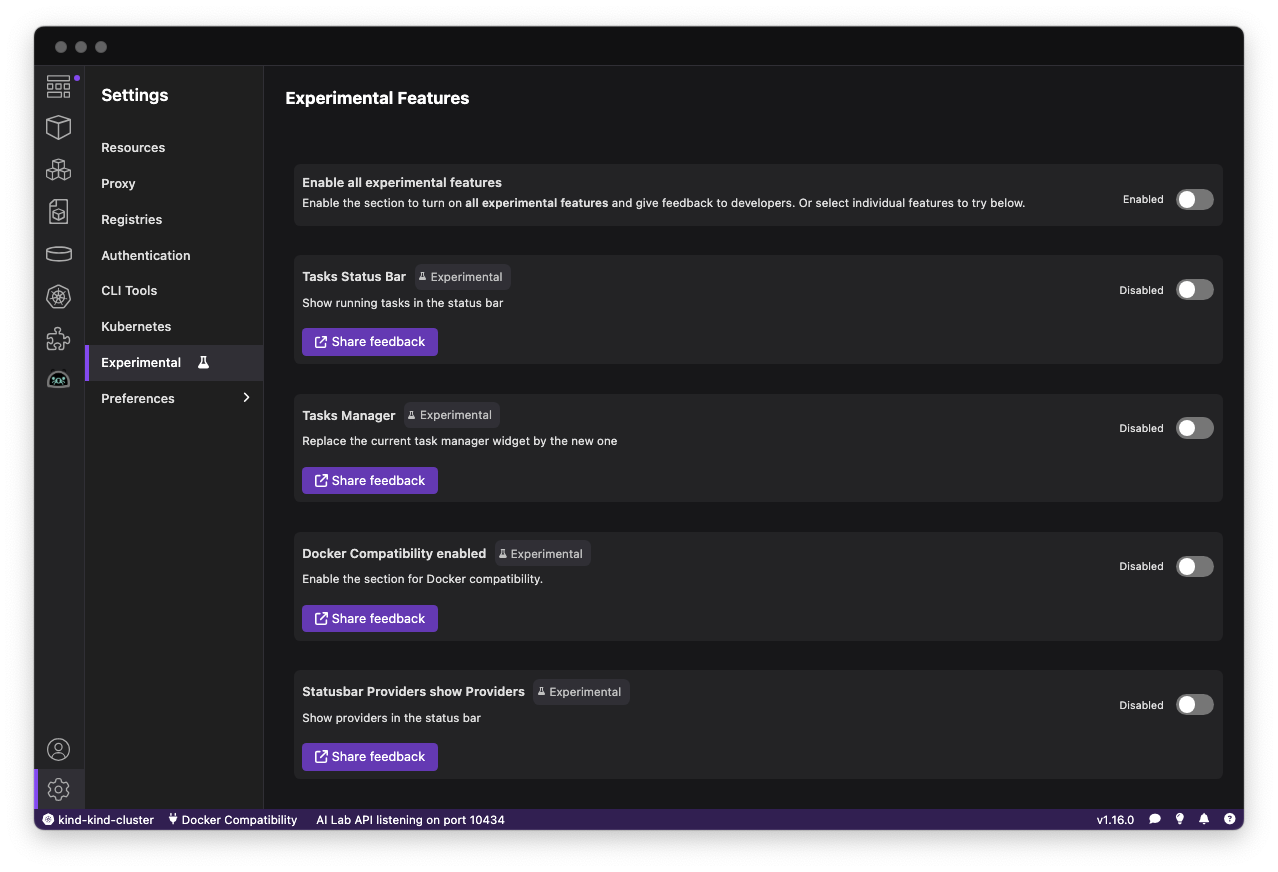 Settings
Resources
Proxy
Registries
Authentication
CLI Tools
Kubernetes
Experimental
Preferences
Experimental Features
Enable all experimental features
Enable the section to turn on all experimental features and give feedback to developers. Or select individual features to try below.
Enabled
Tasks Status Bar Experimental
Show running tasks in the status bar
Disabled
Share feedback
Tasks Manager Experimental
Replace the current task manager widget by the new one
Disabled
Share feedback
Docker Compatibility enabled Experimental
Enable the section for Docker compatibility.
Disabled
Share feedback
Statusbar Providers show Providers Experimental
Show providers in the status bar
Disabled
Share feedback
kind-kind-cluster Docker Compatibility AI Lab API listening on port 10434 v1.16.0